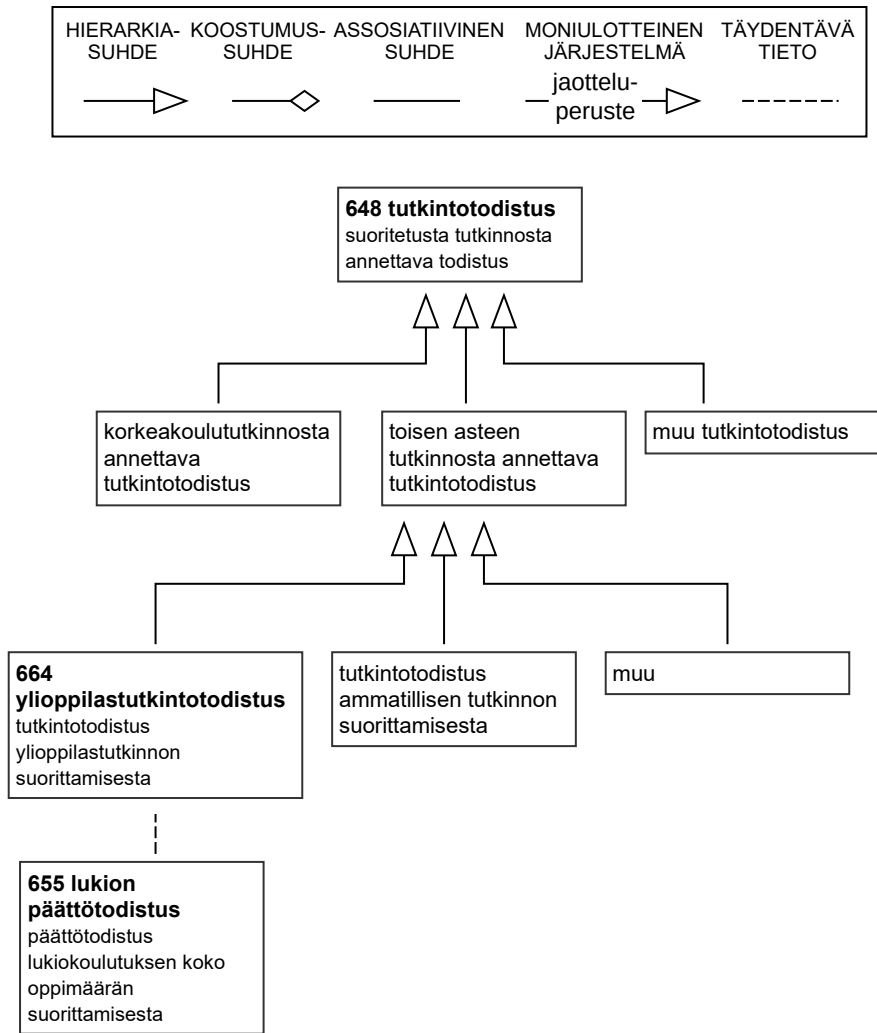 HIERARKIA-
SUHDE
KOOSTUMUS-
SUHDE
ASSOSIATIIVINEN
SUHDE
MONIULOTTEINEN
JÄRJESTELMÄ
jaottelu-
peruste
TÄYDENTÄVÄ
TIETO
648 tutkintotodistus
suoritetusta tutkinnosta
annettava todistus
korkeakoulututkinnosta
annettava
tutkintotodistus
toisen asteen
tutkinnosta annettava
tutkintotodistus
muu tutkintotodistus
664
ylioppilastutkintotodistus
tutkintotodistus
ylioppilastutkinnon
suorittamisesta
tutkintotodistus
ammatillisen tutkinnon
suorittamisesta
muu
655 lukion
päättötodistus
päättötodistus
lukiokoulutuksen koko
oppimäärän
suorittamisesta